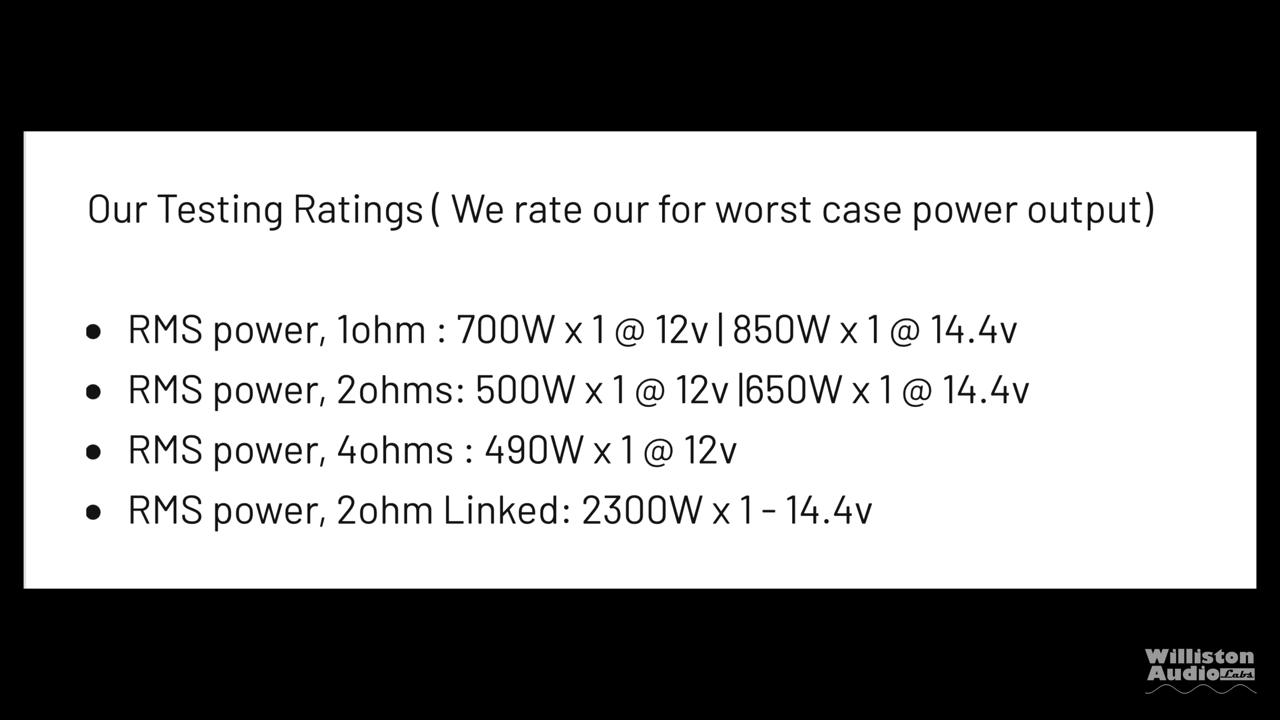 Our Testing Ratings ( We rate our for worst case power output)
• RMS power, 1ohm : 700W x 1 @ 12v | 850W x 1 @ 14.4v
• RMS power, 2ohms: 500W x 1 @ 12v |650W x 1 @ 14.4v
• RMS power, 4ohms : 490W x 1 @ 12v
• RMS power, 2ohm Linked: 2300W x 1 - 14.4v
Williston
Audio Labs